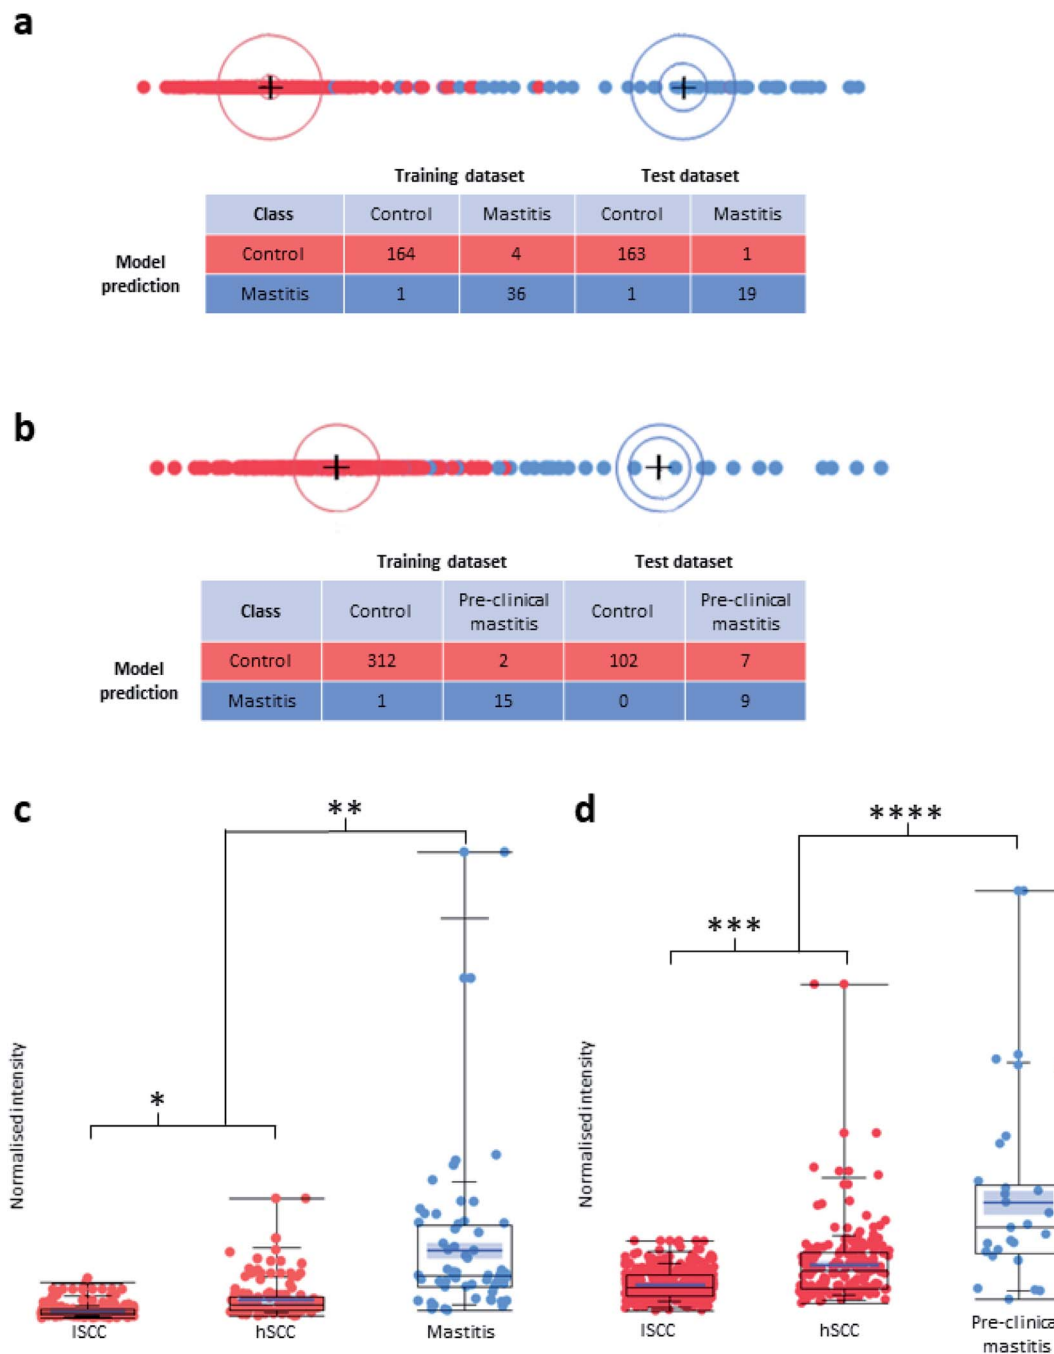 a
Training dataset Test dataset
Class Control Mastitis Control Mastitis
Model prediction
Control 164 4 163 1
Mastitis 1 36 1 19
b
Training dataset Test dataset
Class Control Pre-clinical mastitis Control Pre-clinical mastitis
Model prediction
Control 312 2 102 7
Mastitis 1 15 0 9
c
**
*
Normalised intensity
lSCC hSCC Mastitis
d
****
***
Normalised intensity
lSCC hSCC Pre-clinica
mastitis